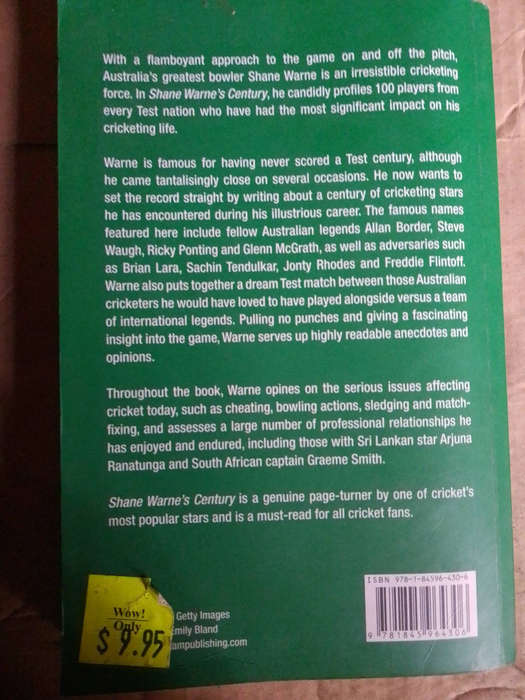 With a flamboyant approach to the game on and off the pitch,
Australia's greatest bowler Shane Warne is an irresistible cricketing
force. In Shane Warne's Century, he candidly profiles 100 players from
every Test nation who have had the most significant impact on his
cricketing life.
Warne is famous for having never scored a Test century, although
he came tantalisingly close on several occasions. He now wants to
set the record straight by writing about a century of cricketing stars
he has encountered during his illustrious career. The famous names
featured here include fellow Australian legends Allan Border, Steve
Waugh, Ricky Ponting and Glenn McGrath, as well as adversaries such
as Brian Lara, Sachin Tendulkar, Jonty Rhodes and Freddie Flintoff.
Warne also puts together a dream Test match between those Australian
cricketers he would have loved to have played alongside versus a team
of international legends. Pulling no punches and giving a fascinating
insight into the game, Warne serves up highly readable anecdotes and
opinions.
Throughout the book, Warne opines on the serious issues affecting
cricket today, such as cheating, bowling actions, sledging and match-
fixing, and assesses a large number of professional relationships he
has enjoyed and endured, including those with Sri Lankan star Arjuna
Ranatunga and South African captain Graeme Smith.
Shane Warne's Century is a genuine page-turner by one of cricket's
most popular stars and is a must-read for all cricket fans.
ISBN 978-1-84596-430-6
9 781845 964306
Wow!
Only
$9.95
Getty Images
Emily Bland
ampublishing.com